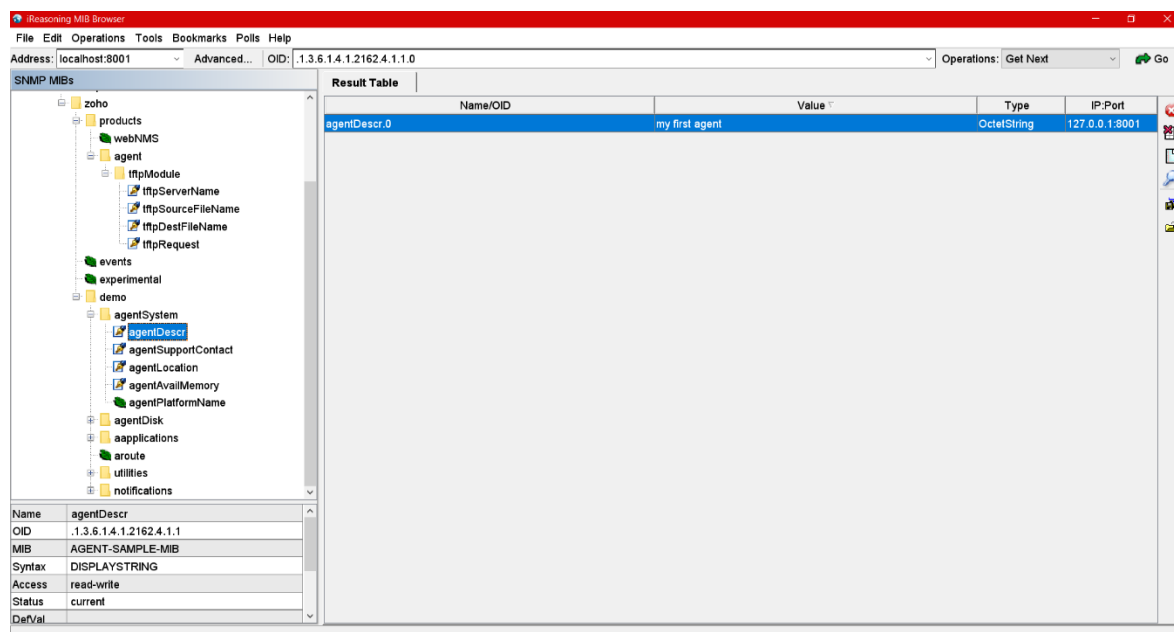 iReasoning MIB Browser
File Edit Operations Tools Bookmarks Polls Help
Address: localhost:8001 Advanced... OID: .1.3.6.1.4.1.2162.4.1.1.0 Operations: Get Next Go
SNMP MIBs
zoho
products
webNMS
agent
tftpModule
tftpServerName
tftpSourceFileName
tftpDestFileName
tftpRequest
events
experimental
demo
agentSystem
agentDescr
agentSupportContact
agentLocation
agentAvailMemory
agentPlatformName
agentDisk
aapplications
aroute
utilities
notifications
Name agentDescr
OID .1.3.6.1.4.1.2162.4.1.1
MIB AGENT-SAMPLE-MIB
Syntax DISPLAYSTRING
Access read-write
Status current
DefVal
Result Table
Name/OID Value Type IP:Port
agentDescr.0 my first agent OctetString 127.0.0.1:8001